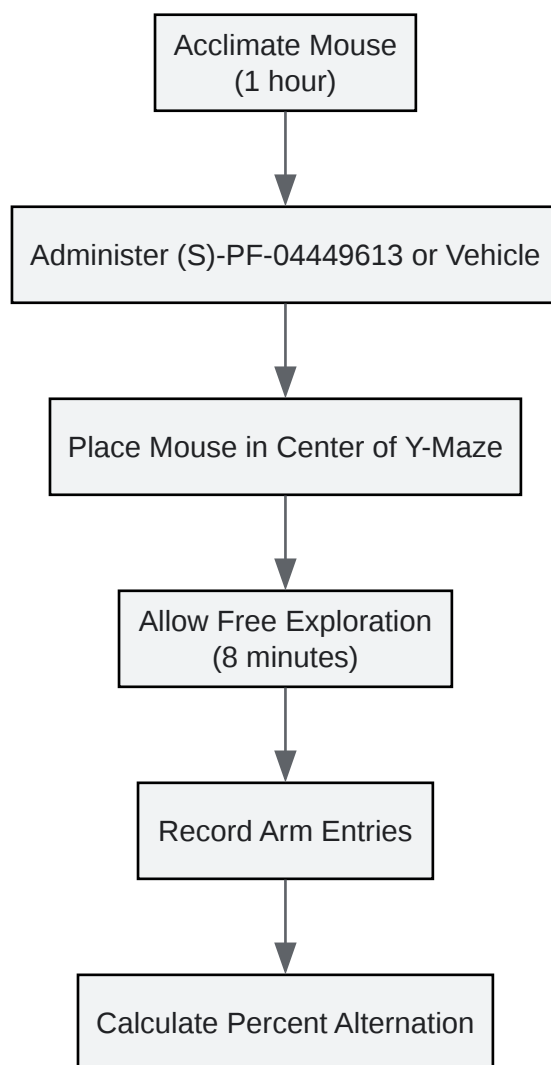 Acclimate Mouse
(1 hour)
Administer (S)-PF-04449613 or Vehicle
Place Mouse in Center of Y-Maze
Allow Free Exploration
(8 minutes)
Record Arm Entries
Calculate Percent Alternation